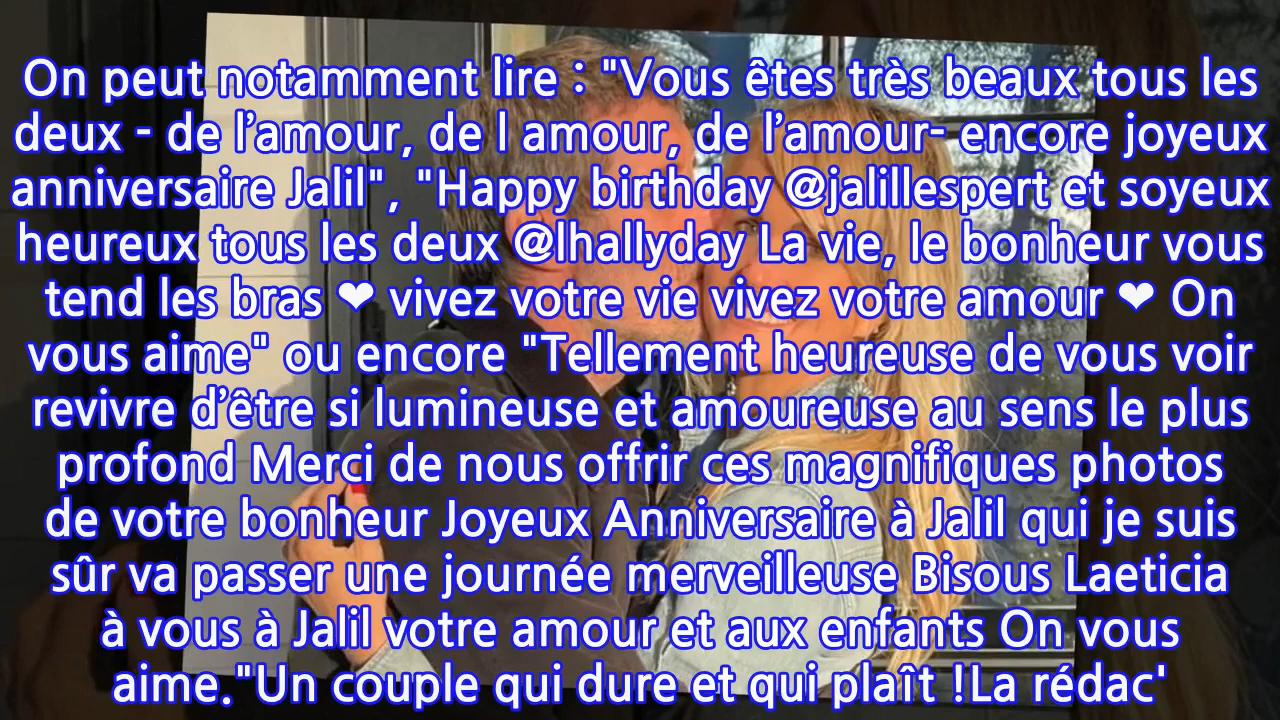 On peut notamment lire : "Vous êtes très beaux tous les
deux - de l’amour, de l amour, de l’amour- encore joyeux
anniversaire Jalil", "Happy birthday @jalillespert et soyeux
heureux tous les deux @lhallyday La vie, le bonheur vous
tend les bras ❤ vivez votre vie vivez votre amour ❤ On
vous aime" ou encore "Tellement heureuse de vous voir
revivre d’être si lumineuse et amoureuse au sens le plus
profond Merci de nous offrir ces magnifiques photos
de votre bonheur Joyeux Anniversaire à Jalil qui je suis
sûr va passer une journée merveilleuse Bisous Laeticia
à vous à Jalil votre amour et aux enfants On vous
aime."Un couple qui dure et qui plaît !La rédac'